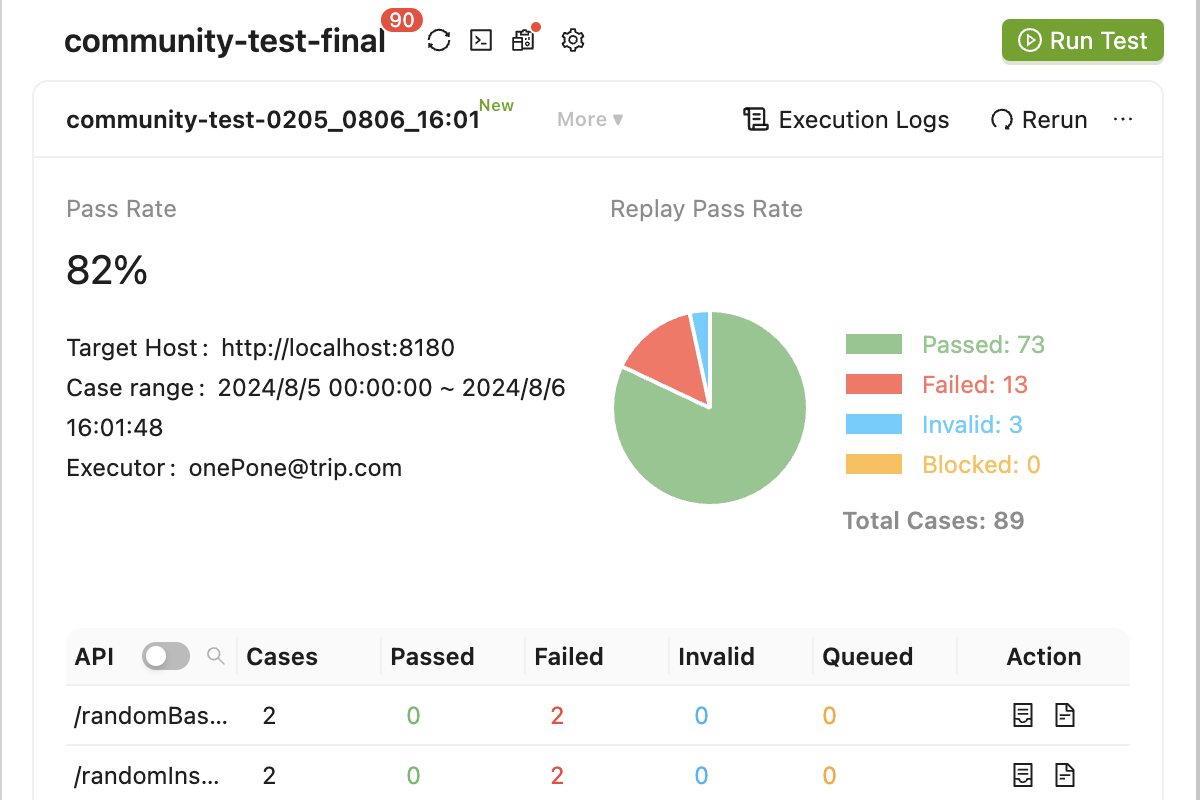 community-test-final 90 Run Test
community-test-0205_0806_16:01 New More ▾ Execution Logs Rerun ···
Pass Rate
82%
Target Host : http://localhost:8180
Case range : 2024/8/5 00:00:00 ~ 2024/8/6
16:01:48
Executor : onePone@trip.com
Replay Pass Rate
Passed: 73
Failed: 13
Invalid: 3
Blocked: 0
Total Cases: 89
API Cases Passed Failed Invalid Queued Action
/randomBas... 2 0 2 0 0
/randomIns... 2 0 2 0 0